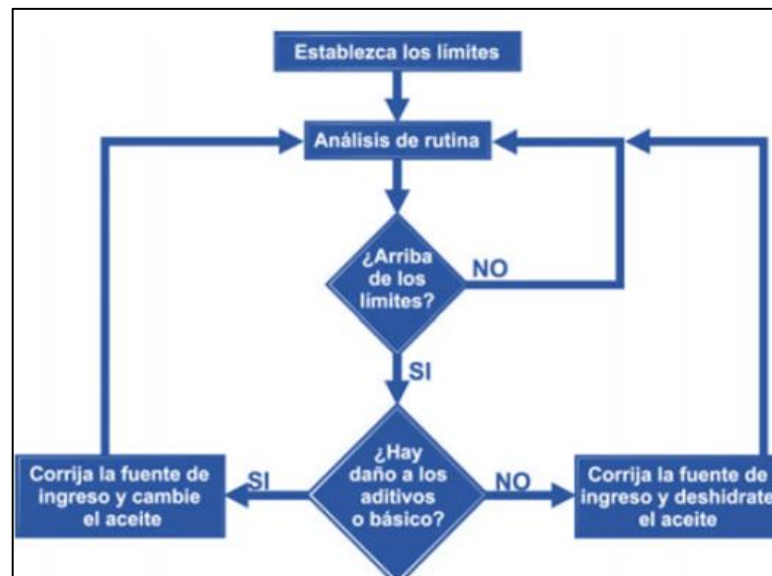 Establezca los límites
Análisis de rutina
¿Arriba
de los
límites?
NO
SI
¿Hay
daño a los
aditivos
o básico?
SI
NO
Corrija la fuente de
ingreso y cambie
el aceite
Corrija la fuente de
ingreso y deshidrate
el aceite